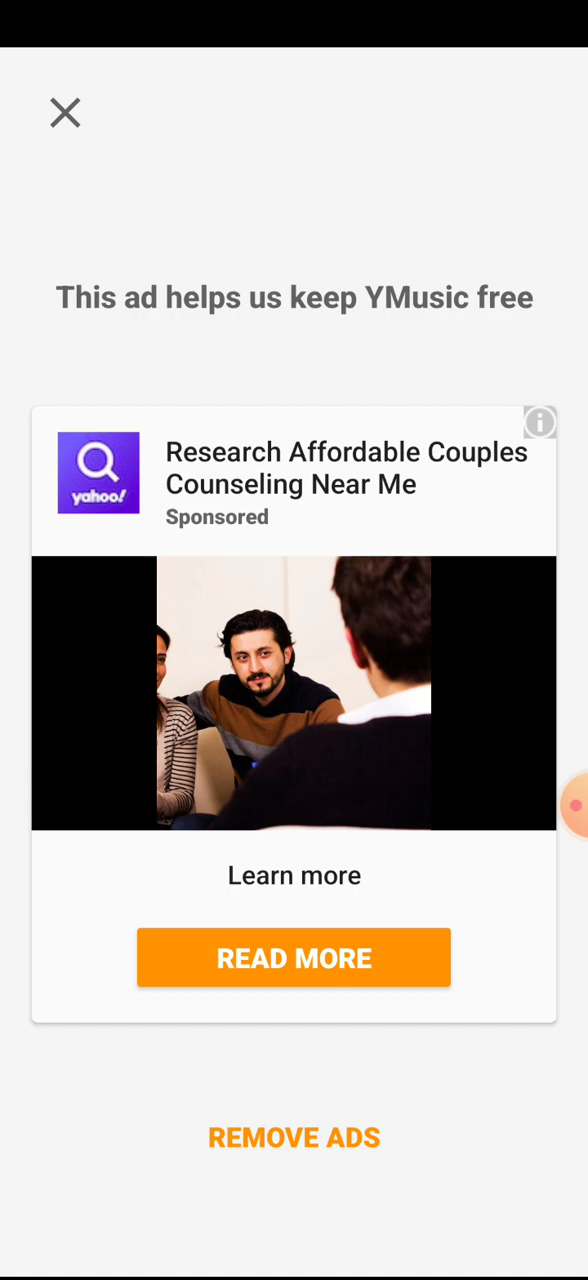 This ad helps us keep YMusic free
Research Affordable Couples
Counseling Near Me
Sponsored
yahoo!
Learn more
READ MORE
REMOVE ADS